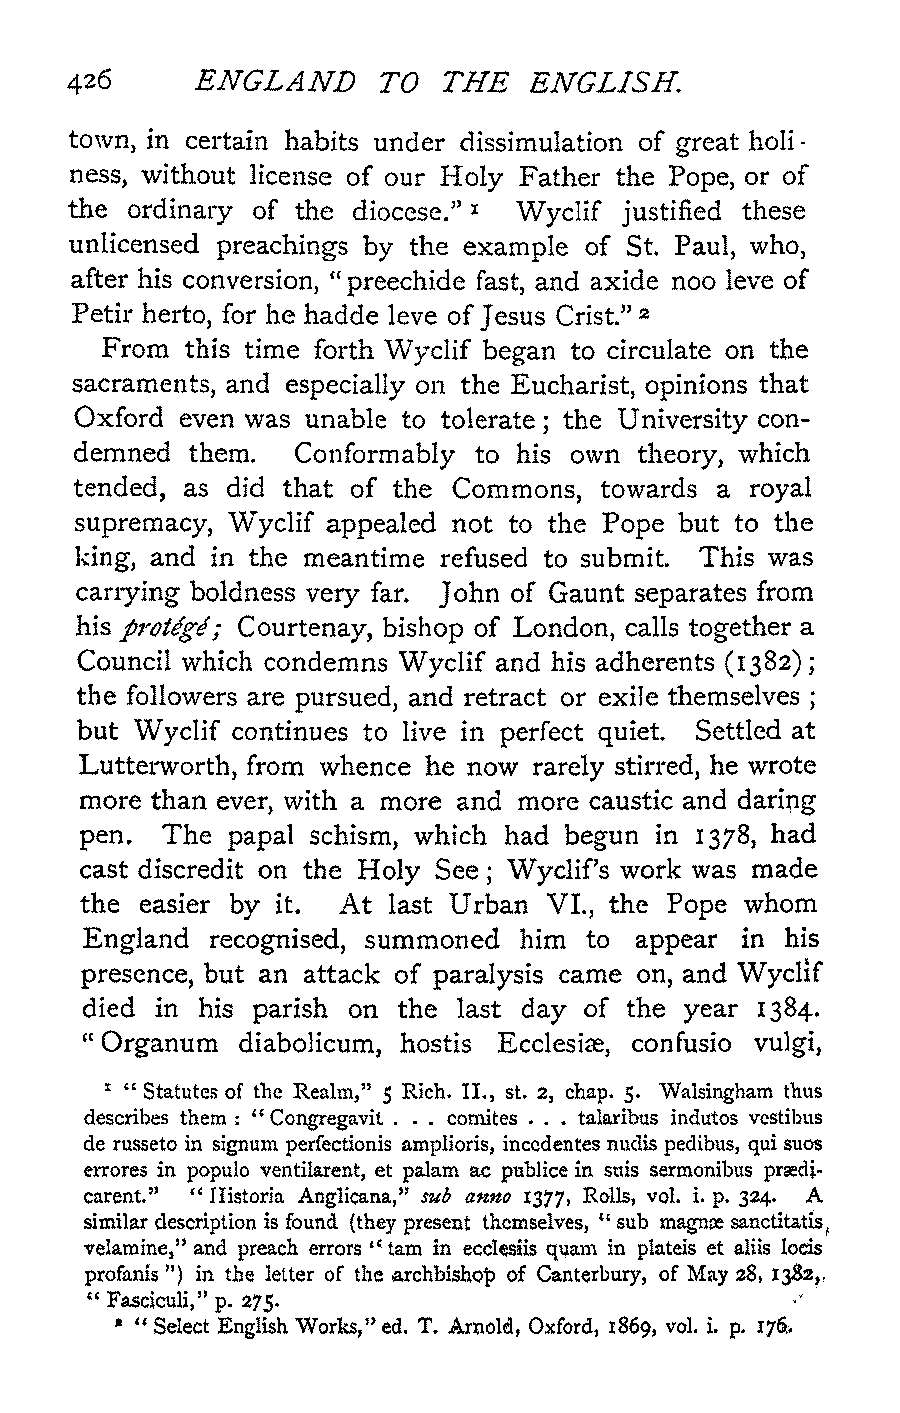 426 ENGLAND TO THE ENGLISH.
town, in certain habits under dissimulation of great holi-
ness, without license of our Holy Father the Pope, or of
the ordinary of the diocese." ¹ Wyclif justified these
unlicensed preachings by the example of St. Paul, who,
after his conversion, "preechide fast, and axide noo leve of
Petir herto, for he hadde leve of Jesus Crist." ²
From this time forth Wyclif began to circulate on the
sacraments, and especially on the Eucharist, opinions that
Oxford even was unable to tolerate; the University con-
demned them. Conformably to his own theory, which
tended, as did that of the Commons, towards a royal
supremacy, Wyclif appealed not to the Pope but to the
king, and in the meantime refused to submit. This was
carrying boldness very far. John of Gaunt separates from
his protégé; Courtenay, bishop of London, calls together a
Council which condemns Wyclif and his adherents (1382);
the followers are pursued, and retract or exile themselves;
but Wyclif continues to live in perfect quiet. Settled at
Lutterworth, from whence he now rarely stirred, he wrote
more than ever, with a more and more caustic and daring
pen. The papal schism, which had begun in 1378, had
cast discredit on the Holy See; Wyclif's work was made
the easier by it. At last Urban VI., the Pope whom
England recognised, summoned him to appear in his
presence, but an attack of paralysis came on, and Wyclif
died in his parish on the last day of the year 1384.
"Organum diabolicum, hostis Ecclesiæ, confusio vulgi,
¹ "Statutes of the Realm," 5 Rich. II., st. 2, chap. 5. Walsingham thus
describes them: "Congregavit . . . comites . . . talaribus indutos vestibus
de russeto in signum perfectionis amplioris, incedentes nudis pedibus, qui suos
errores in populo ventilarent, et palam ac publice in suis sermonibus prædi-
carent." "Historia Anglicana," sub anno 1377, Rolls, vol. i. p. 324. A
similar description is found (they present themselves, "sub magnæ sanctitatis
velamine," and preach errors "tam in ecclesiis quam in plateis et aliis locis
profanis") in the letter of the archbishop of Canterbury, of May 28, 1382,
"Fasciculi," p. 275.
² "Select English Works," ed. T. Arnold, Oxford, 1869, vol. i. p. 176.